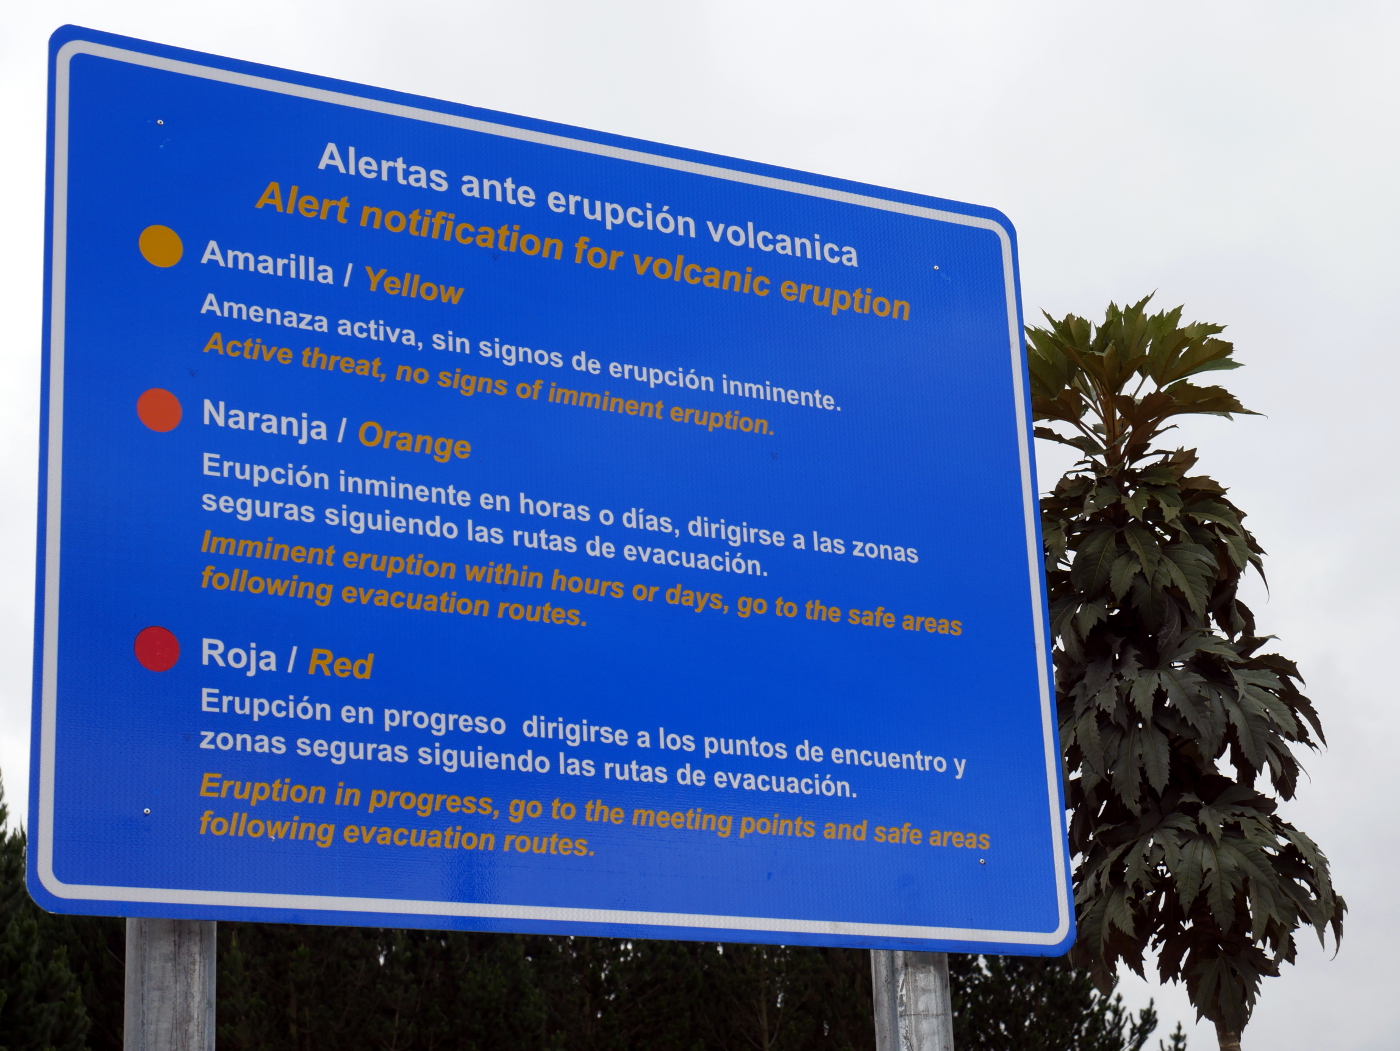 Alertas ante erupción volcanica
Alert notification for volcanic eruption
Amarilla / Yellow
Amenaza activa, sin signos de erupción inminente.
Active threat, no signs of imminent eruption.
Naranja / Orange
Erupción inminente en horas o días, dirigirse a las zonas
seguras siguiendo las rutas de evacuación.
Imminent eruption within hours or days, go to the safe areas
following evacuation routes.
Roja / Red
Erupción en progreso dirigirse a los puntos de encuentro y
zonas seguras siguiendo las rutas de evacuación.
Eruption in progress, go to the meeting points and safe areas
following evacuation routes.